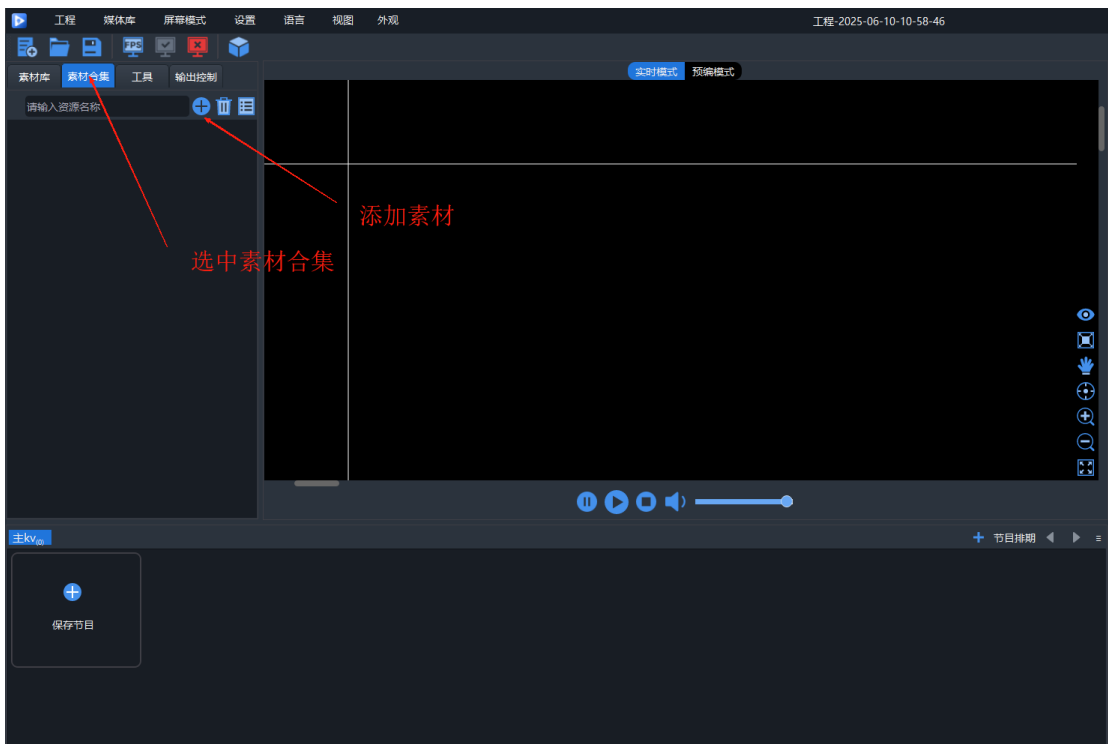 工程 媒体库 屏幕模式 设置 语言 视图 外观 工程-2025-06-10-10-58-46
FPS
素材库 素材合集 工具 输出控制
实时模式 预编模式
请输入资源名称
添加素材
选中素材合集
主kv(0)
节目排期
保存节目